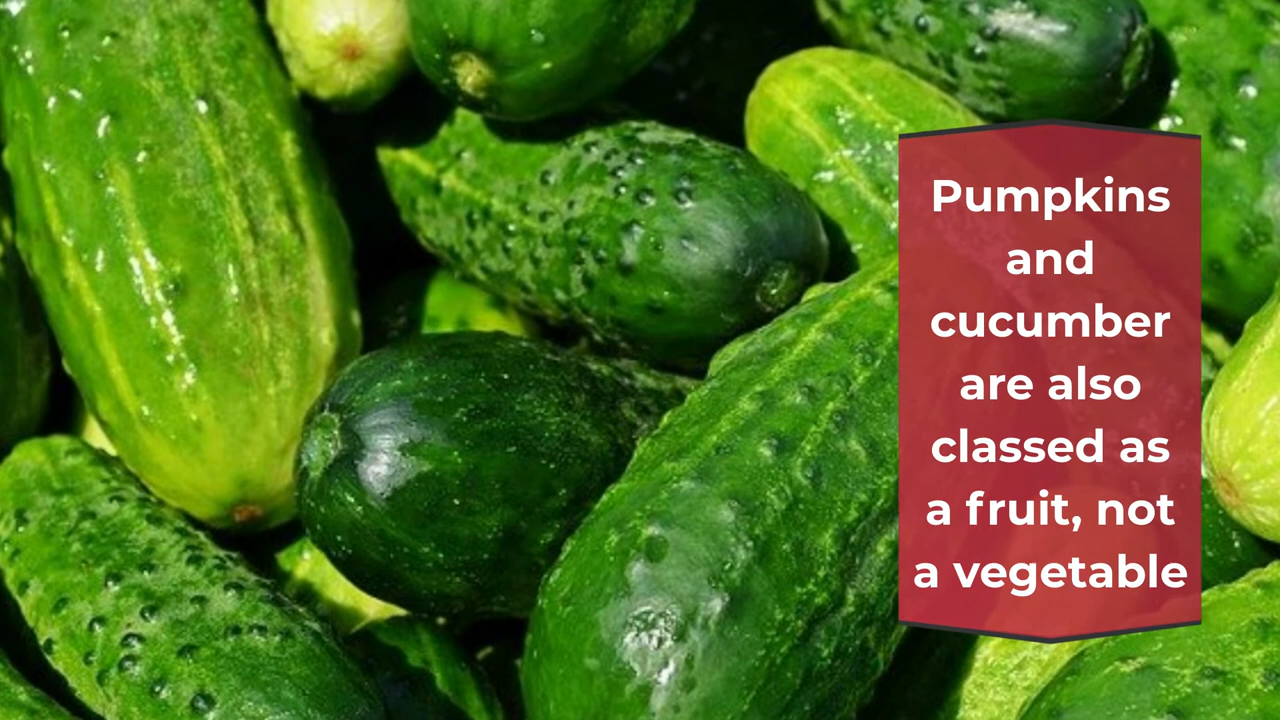 Pumpkins
and
cucumber
are also
classed as
a fruit, not
a vegetable